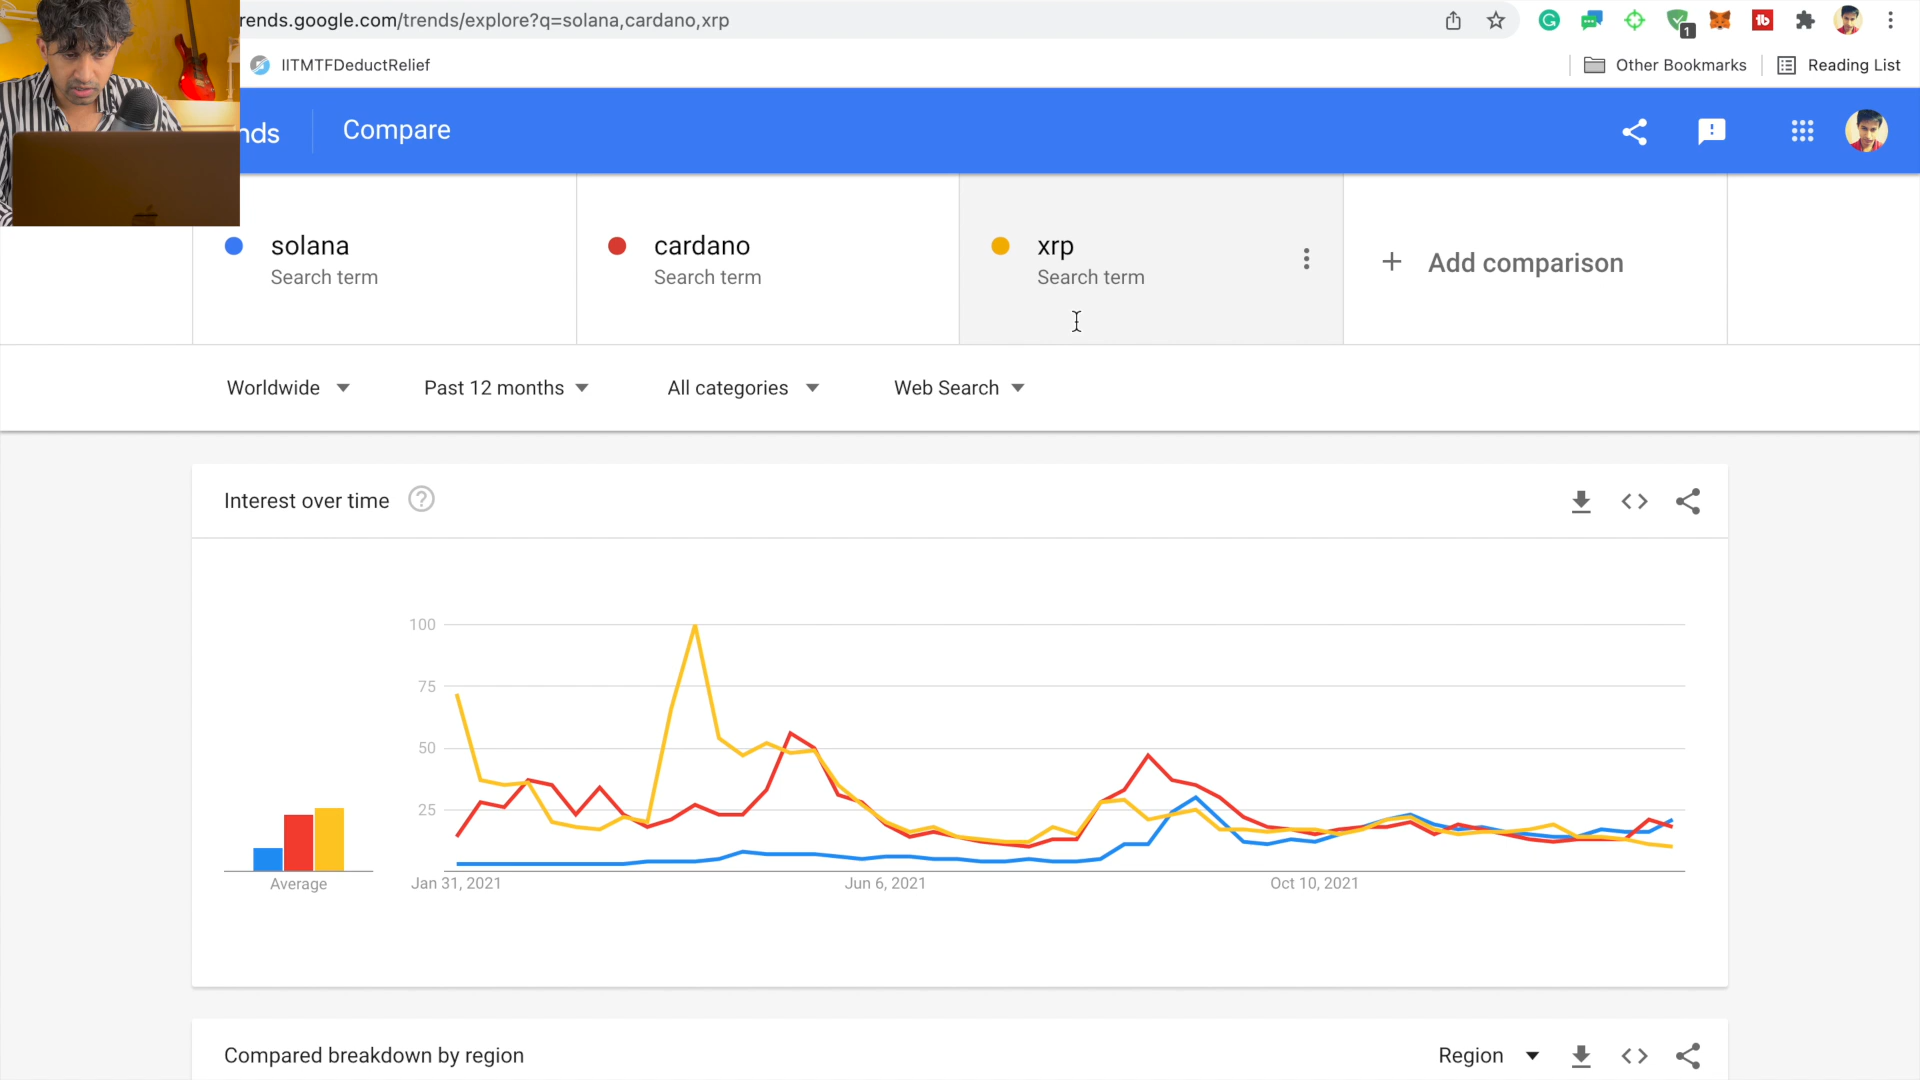 rends.google.com/trends/explore?q=solana,cardano,xrp
1
IITMTFDeductRelief
Other Bookmarks
Reading List
nds
Compare
solana
Search term
cardano
Search term
xrp
Search term
+ Add comparison
Worldwide
Past 12 months
All categories
Web Search
Interest over time
100
75
50
25
Average
Jan 31, 2021
Jun 6, 2021
Oct 10, 2021
Compared breakdown by region
Region